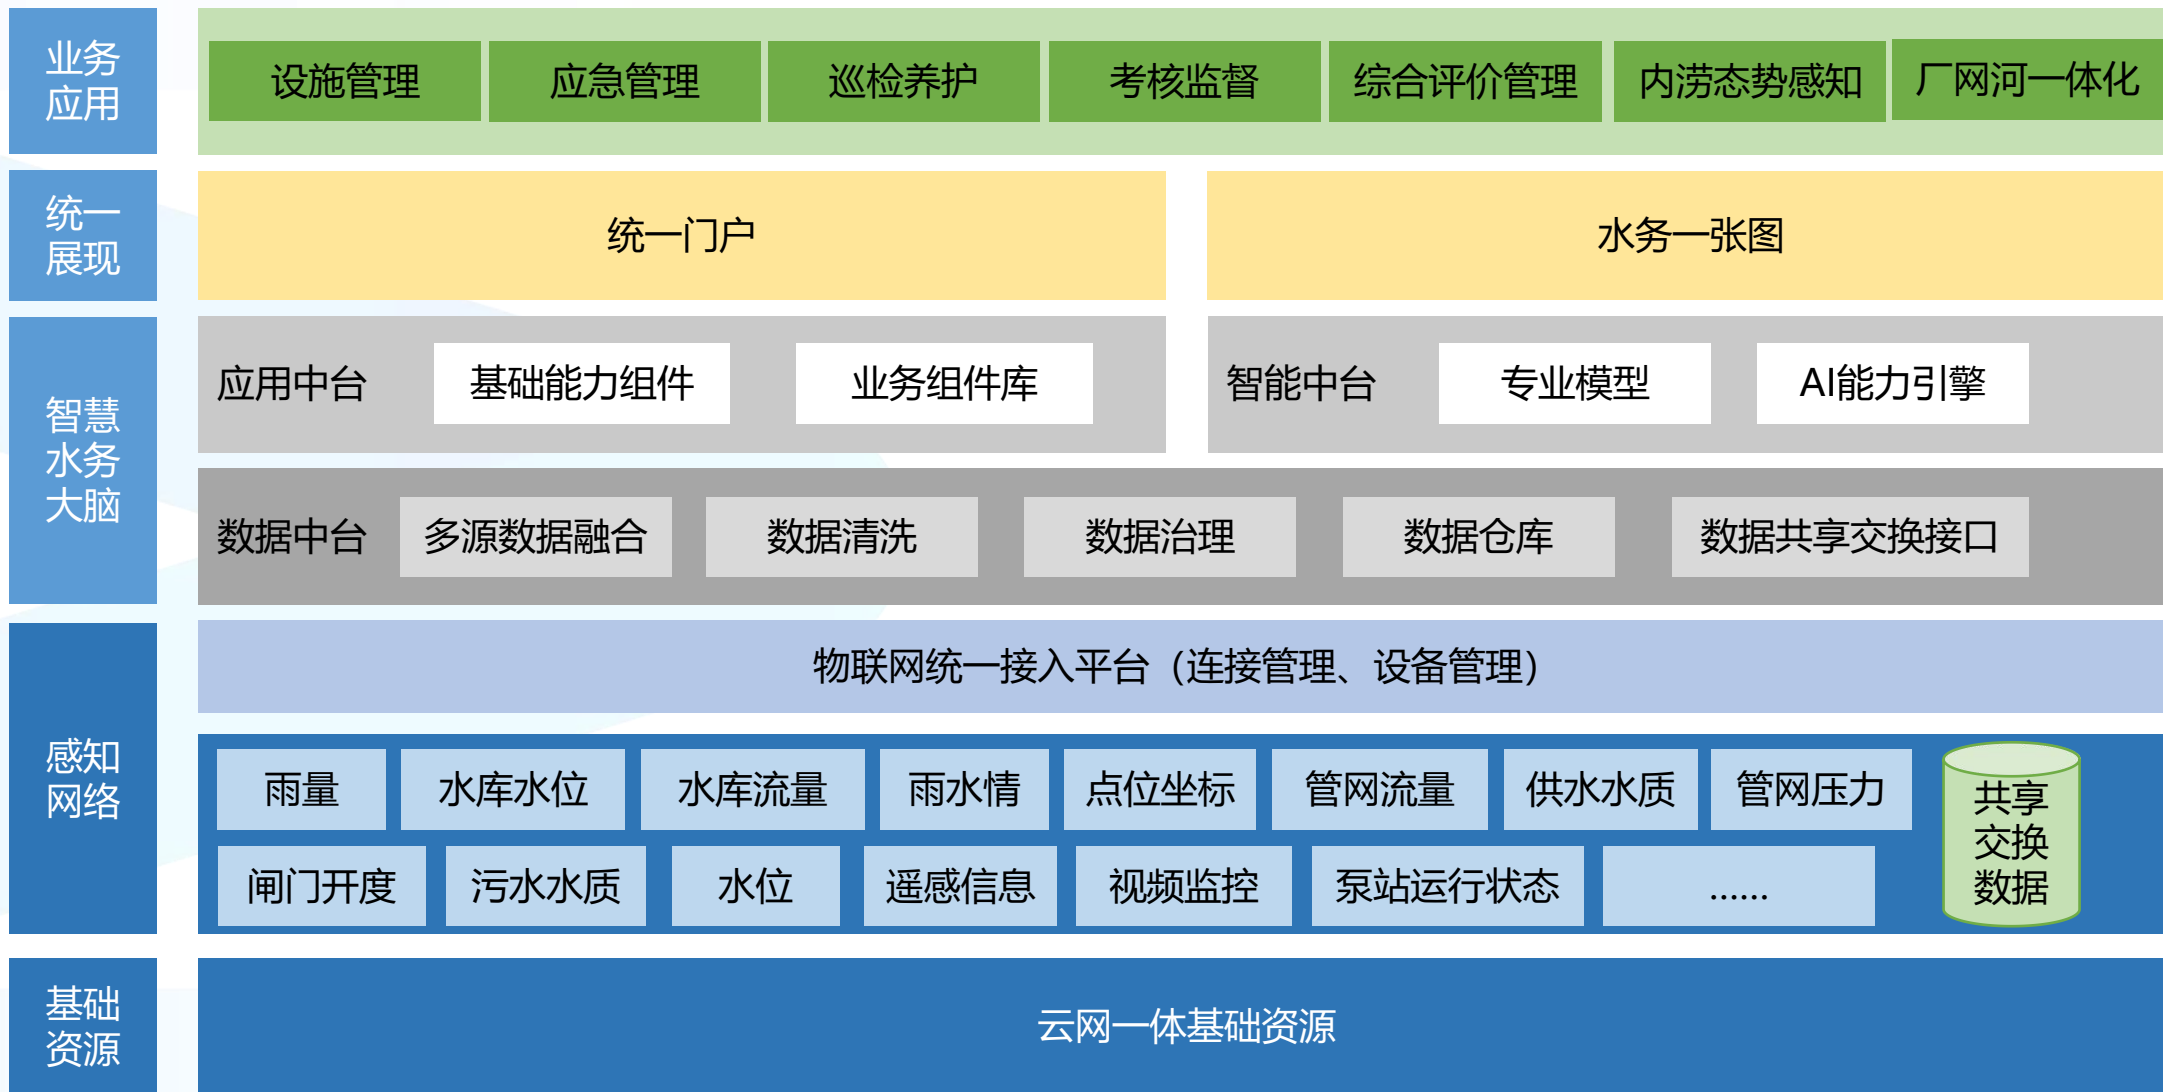 业务
应用
设施管理
应急管理
巡检养护
考核监督
综合评价管理
内涝态势感知
厂网河一体化
统一
展现
统一门户
水务一张图
智慧
水务
大脑
应用中台
基础能力组件
业务组件库
智能中台
专业模型
AI能力引擎
数据中台
多源数据融合
数据清洗
数据治理
数据仓库
数据共享交换接口
感知
网络
物联网统一接入平台（连接管理、设备管理）
雨量
水库水位
水库流量
雨水情
点位坐标
管网流量
供水水质
管网压力
闸门开度
污水水质
水位
遥感信息
视频监控
泵站运行状态
......
共享
交换
数据
基础
资源
云网一体基础资源